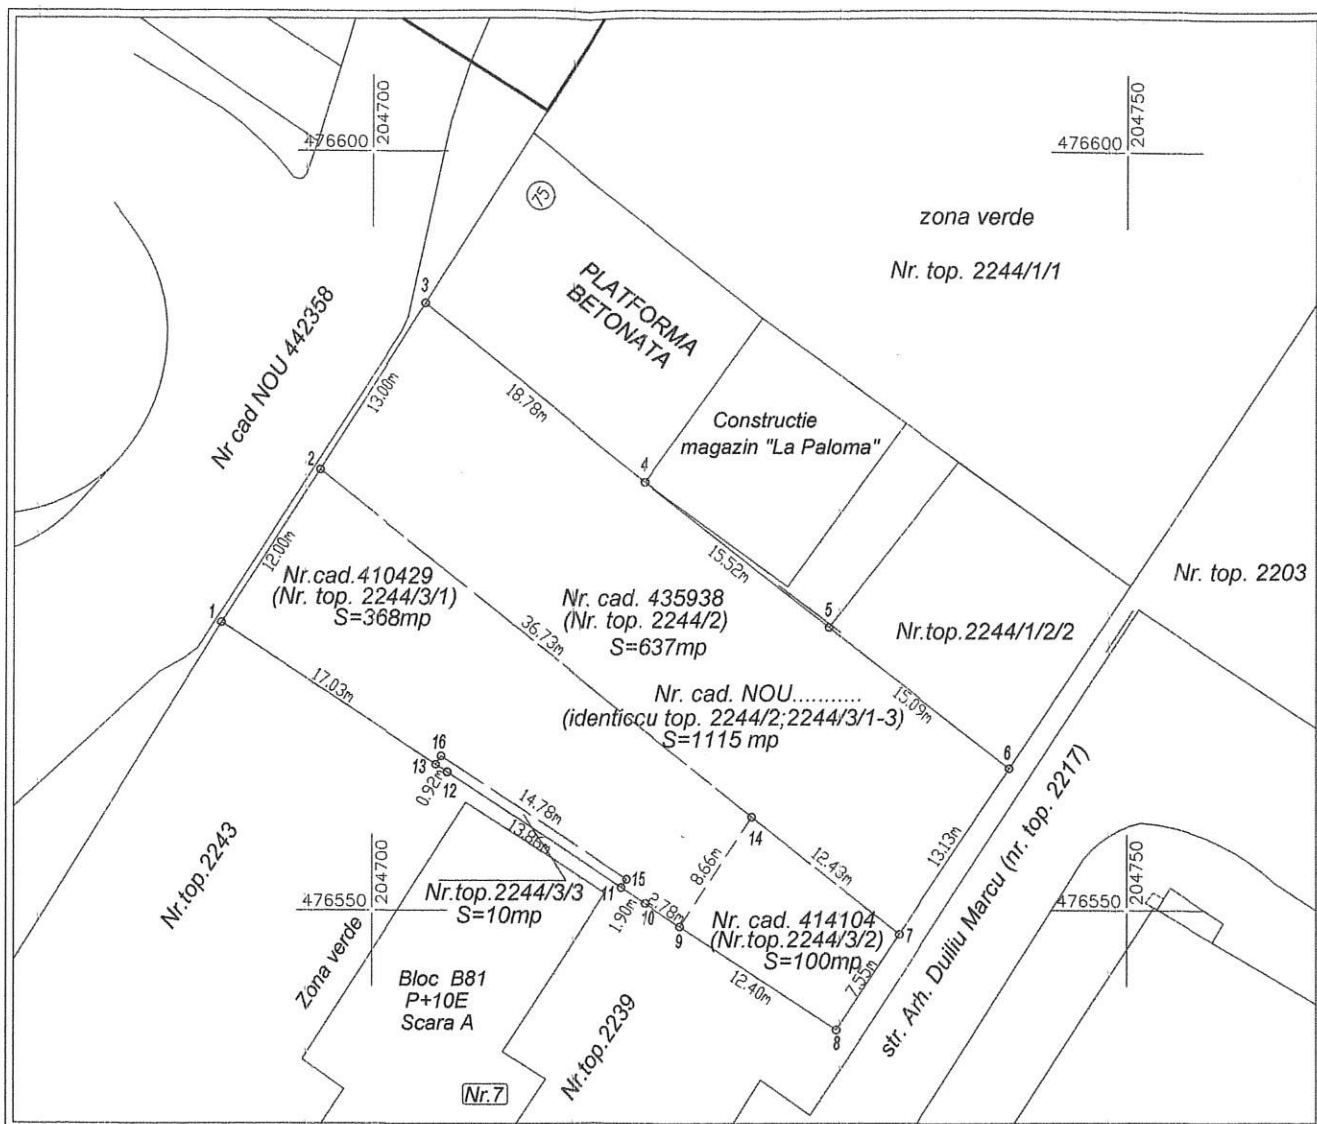 476600
204700
476600
204750
75
zona verde
Nr. top. 2244/1/1
PLATFORMA
BETONATA
3
Nr cad NOU 442358
13.00m
18.78m
Constructie
magazin "La Paloma"
4
2
12.00m
15.52m
Nr.cad.410429
(Nr. top. 2244/3/1)
S=368mp
Nr. cad. 435938
(Nr. top. 2244/2)
S=637mp
Nr. top. 2203
1
5
Nr.top.2244/1/2/2
36.73m
17.03m
15.09m
Nr. cad. NOU...........
(identiccu top. 2244/2;2244/3/1-3)
S=1115 mp
16
13
12
0.92m
6
14.78m
13.86m
14
13.13m
str. Arh. Duiliu Marcu (nr. top. 2217)
Nr.top.2243
476550
204700
8.66m
12.43m
15
11
Nr.top.2244/3/3
S=10mp
1.90m
2.78m
10
9
476550
204750
Nr. cad. 414104
(Nr.top.2244/3/2)
S=100mp
7
7.55m
12.40m
8
Zona verde
Bloc B81
P+10E
Scara A
Nr.top.2239
Nr.7